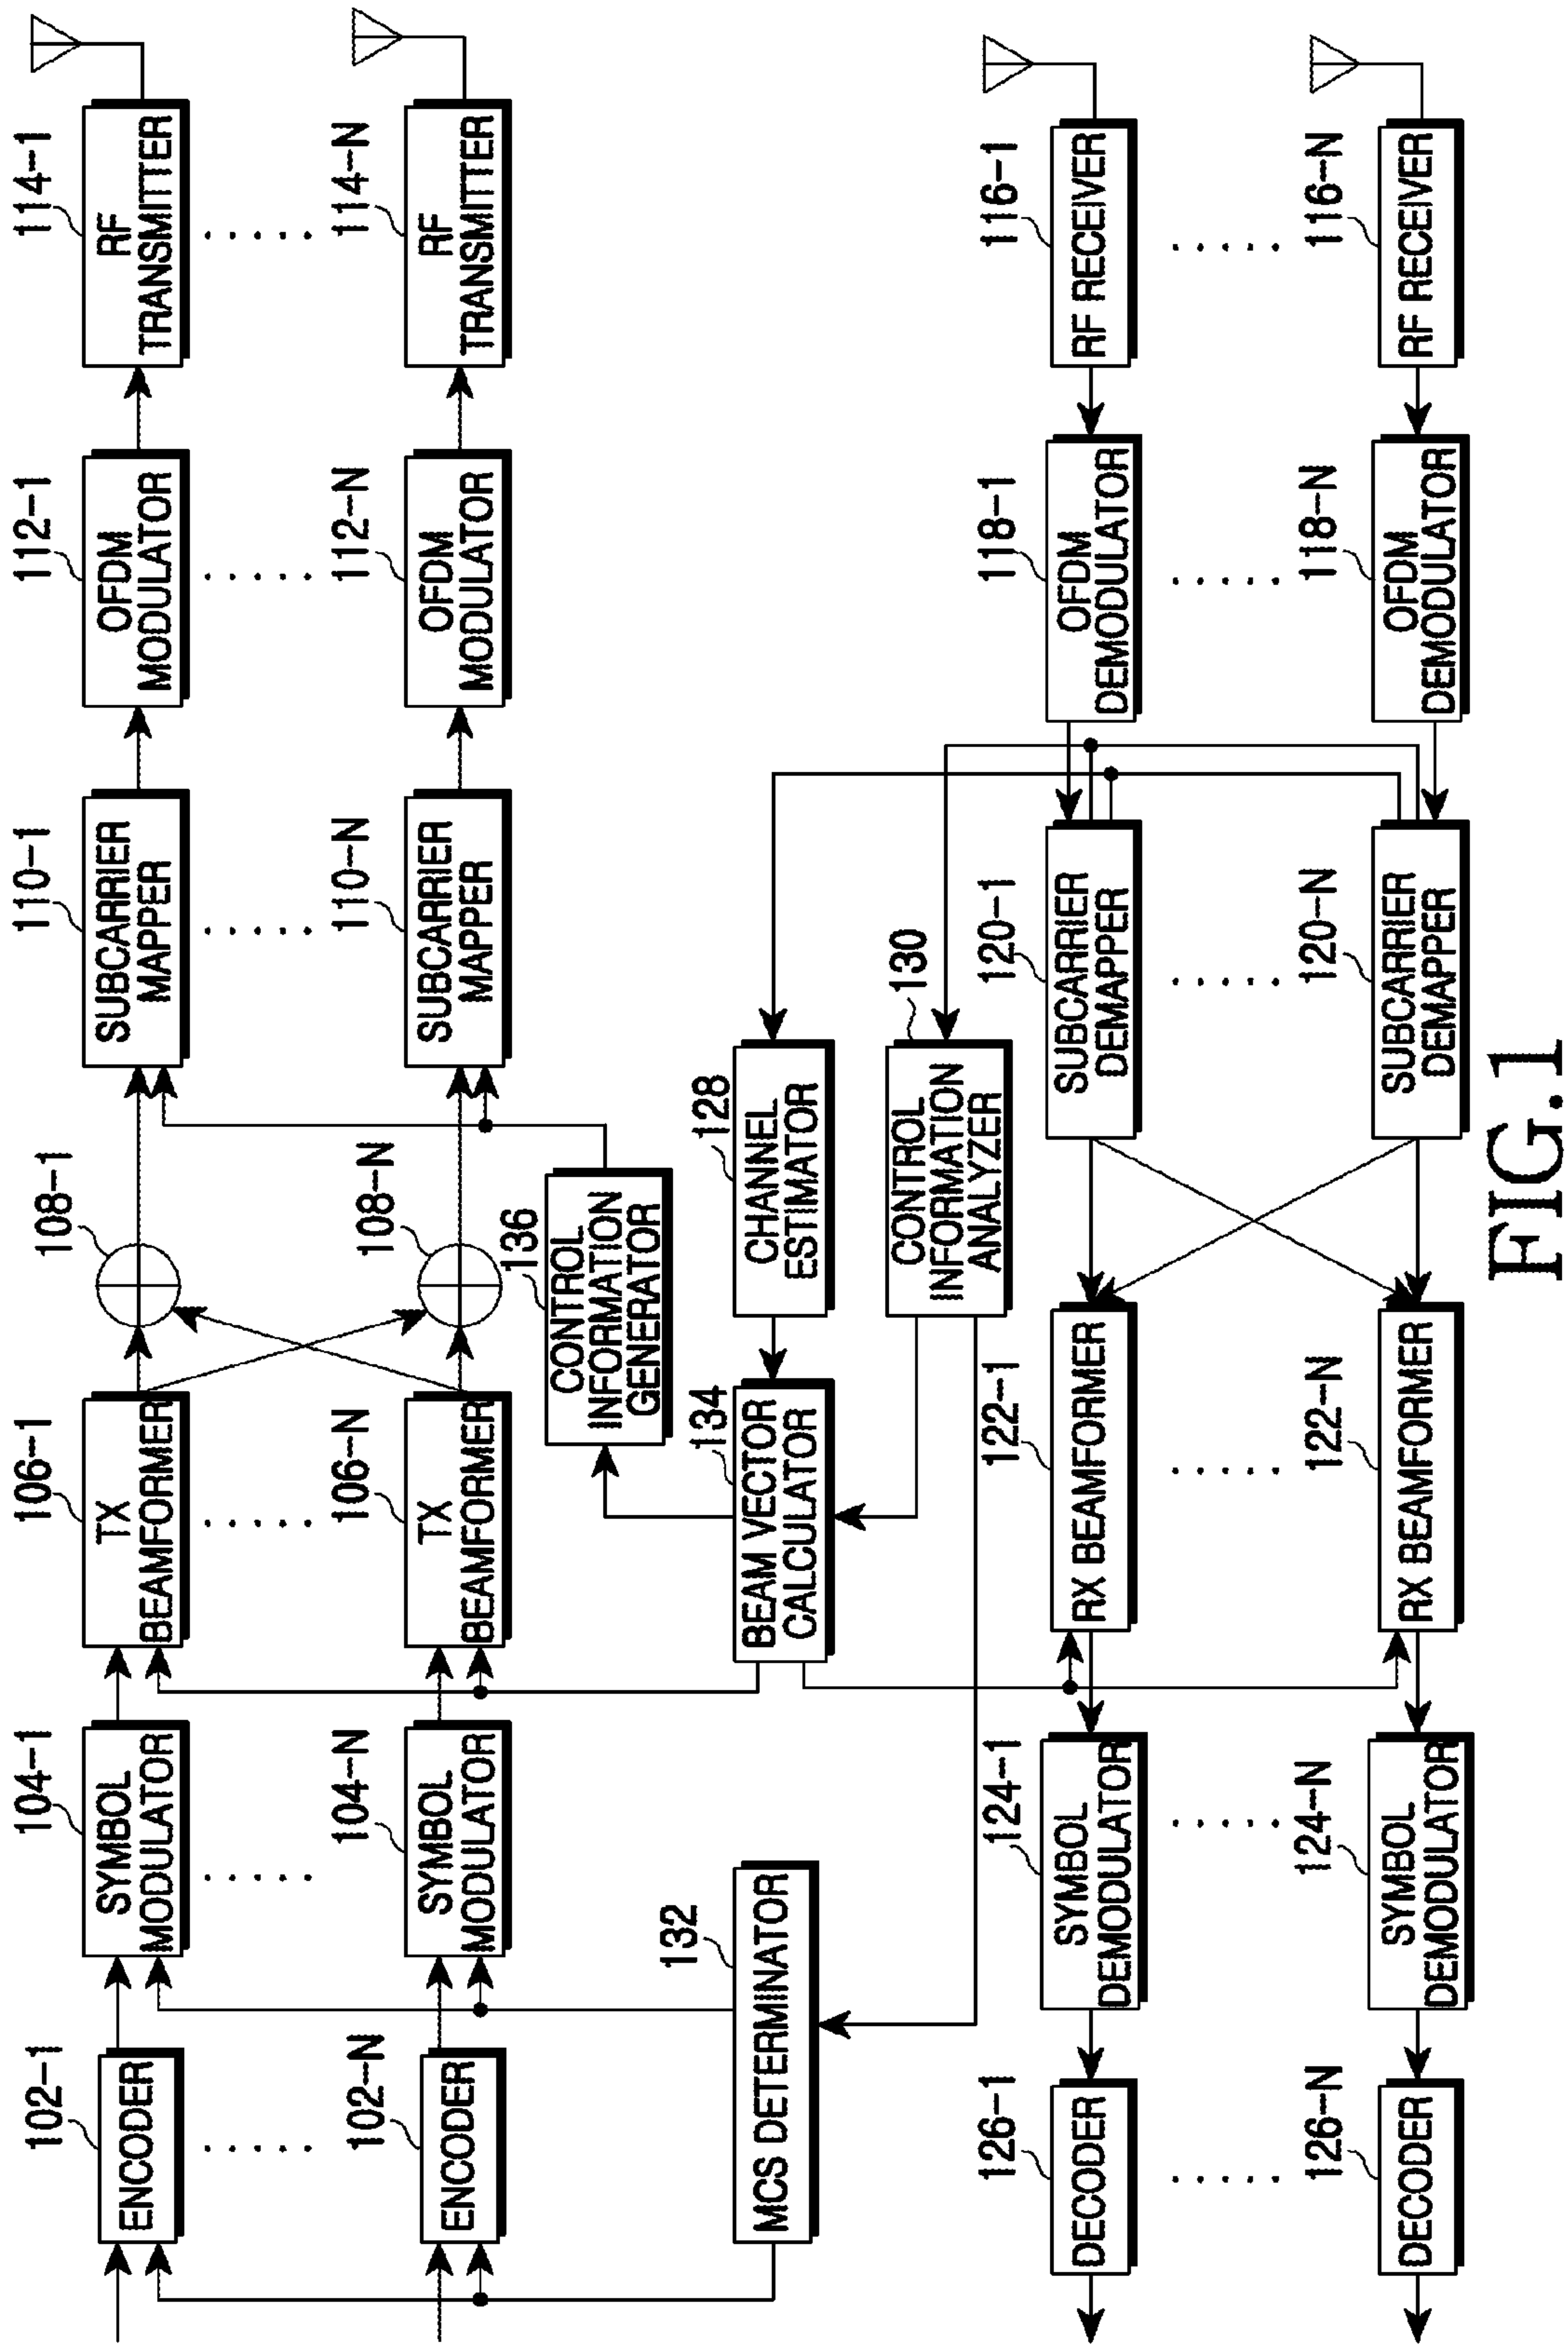 102-1
ENCODER
104-1
SYMBOL
MODULATOR
106-1
TX
BEAMFORMER
108-1
110-1
SUBCARRIER
MAPPER
112-1
OFDM
MODULATOR
114-1
RF
TRANSMITTER
102-N
ENCODER
104-N
SYMBOL
MODULATOR
106-N
TX
BEAMFORMER
108-N
110-N
SUBCARRIER
MAPPER
112-N
OFDM
MODULATOR
114-N
RF
TRANSMITTER
136
CONTROL
INFORMATION
GENERATOR
132
MCS DETERMINATOR
134
BEAM VECTOR
CALCULATOR
128
CHANNEL
ESTIMATOR
130
CONTROL
INFORMATION
ANALYZER
126-1
DECODER
124-1
SYMBOL
DEMODULATOR
122-1
RX BEAMFORMER
120-1
SUBCARRIER
DEMAPPER
118-1
OFDM
DEMODULATOR
116-1
RF RECEIVER
126-N
DECODER
124-N
SYMBOL
DEMODULATOR
122-N
RX BEAMFORMER
120-N
SUBCARRIER
DEMAPPER
118-N
OFDM
DEMODULATOR
116-N
RF RECEIVER
FIG.1